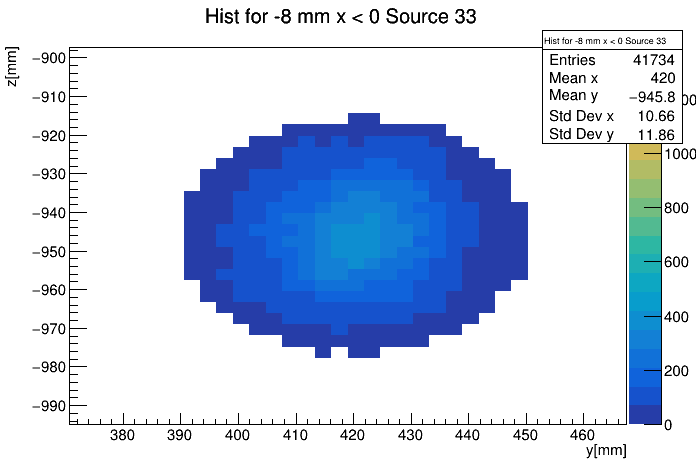 Hist for -8 mm x < 0 Source 33
Hist for -8 mm x < 0 Source 33
Entries 41734
Mean x 420
Mean y −945.8
Std Dev x 10.66
Std Dev y 11.86
z[mm]
−900
−910
−920
−930
−940
−950
−960
−970
−980
−990
380 390 400 410 420 430 440 450 460
y[mm]
1000
800
600
400
200
0